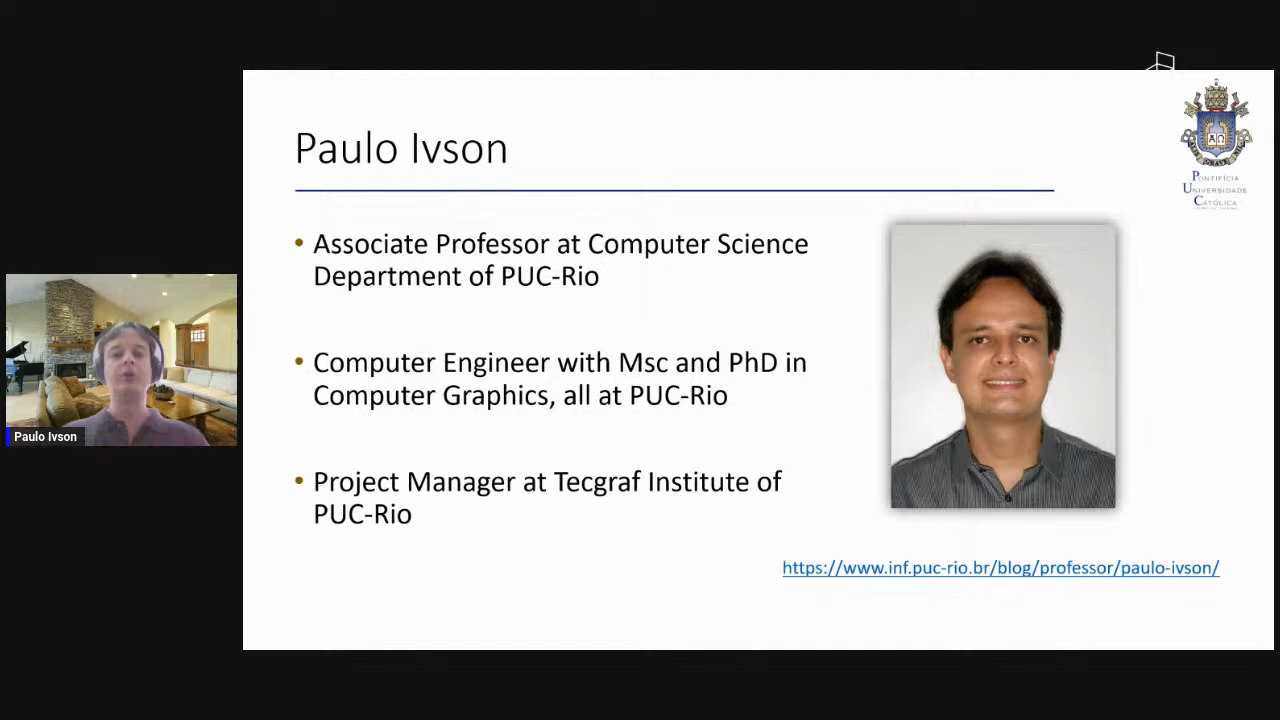 Paulo Ivson
Associate Professor at Computer Science
Department of PUC-Rio
Computer Engineer with Msc and PhD in
Computer Graphics, all at PUC-Rio
Project Manager at Tecgraf Institute of
PUC-Rio
https://www.inf.puc-rio.br/blog/professor/paulo-ivson/
PONTIFÍCIA
UNIVERSIDADE
CATÓLICA
Paulo Ivson